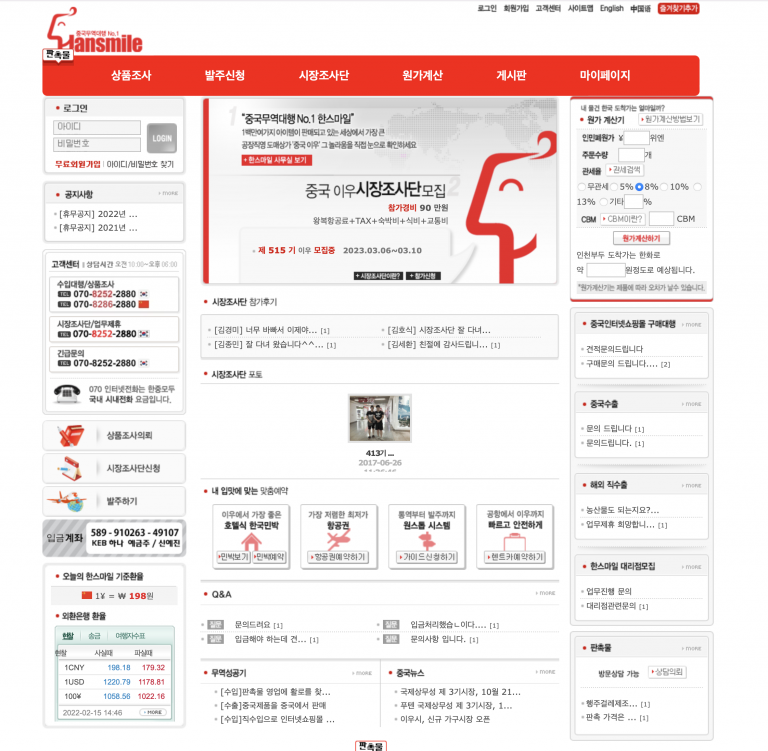 로그인 회원가입 고객센터 사이트맵 English 中国语 즐겨찾기추가
중국무역대행 No.1
Hansmile
판촉물
상품조사 발주신청 시장조사단 원가계산 게시판 마이페이지
로그인
아이디
비밀번호
LOGIN
무료회원가입 | 아이디/비밀번호 찾기
공지사항 MORE
[휴무공지] 2022년 ...
[휴무공지] 2021년 ...
고객센터 || 상담시간 오전 10:00~오후 06:00
수입대행/상품조사
TEL 070-8252-2880
TEL 070-8286-2880
시장조사단/업무제휴
TEL 070-8252-2880
긴급문의
TEL 070-8252-2880
070 인터넷전화는 한중모두
국내 시내전화 요금입니다.
상품조사의뢰
시장조사단신청
발주하기
입금계좌 589 - 910263 - 49107
KEB 하나 예금주 / 신예진
오늘의 한스마일 기준환율
1¥ = ₩ 198원
외환은행 환율
현찰 송금 여행자수표
현찰 사실때 파실때
1CNY 198.18 179.32
1USD 1220.79 1178.81
100¥ 1058.56 1022.16
2022-02-15 14:46 MORE
1
"중국무역대행 No.1 한스마일"
1백만여가지 아이템이 판매되고 있는 세상에서 가장 큰
공장직영 도매상가 '중국 이우' 그 놀라움을 직접 눈으로 확인하세요
+ 한스마일 사무실 보기
중국 이우시장조사단모집
2
참가경비 90 만원
왕복항공료+TAX+숙박비+식비+교통비
제 515 기 이우 모집중 2023.03.06~03.10
+ 시장조사단이란? + 참가신청
시장조사단 참가후기
[김경미] 너무 바빠서 이제야... [1] [김호식] 시장조사단 잘 다녀...
[김종민] 잘 다녀 왔습니다^^... [1] [김세환] 친절에 감사드립니... [1]
시장조사단 포토
413기 ...
2017-06-26
내 입맛에 맞는 맞춤예약
이우에서 가장 좋은
호텔식 한국민박
민박보기 민박예약
가장 저렴한 최저가
항공권
항공권예약하기
통역부터 발주까지
원스톱 시스템
가이드신청하기
공항에서 이우까지
빠르고 안전하게
렌트카예약하기
Q&A MORE
질문 문의드려요 [1] 질문 입금처리했습ㄴ이다.... [1]
질문 입금해야 하는데 건... [1] 질문 문의사항 입니다. [1]
무역성공기 MORE
[수입]판촉물 영업에 활로를 찾...
[수출]중국제품을 중국에서 판매
[수입]직수입으로 인터넷쇼핑몰 ...
중국뉴스 MORE
국제상무성 제 3기시장, 10월 21...
푸텐 국제상무성 제 3기시장, 1...
이우시, 신규 가구시장 오픈
판촉물
내 물건 한국 도착가는 얼마일까?
원가 계산기 원가계산방법보기
인민폐원가 ¥ 위엔
주문수량 개
관세율 관세검색
무관세 5% 8% 10%
13% 기타 %
CBM CBM이란? CBM
원가계산하기
인천부두 도착가는 한화로
약 원정도로 예상됩니다.
*원가계산기는 제품에 따라 오차가 날수 있습니다.
중국인터넷쇼핑몰 구매대행 MORE
견적문의드립니다
구매문의 드립니다.... [2]
중국수출 MORE
문의 드립니다 [1]
문의드립니다. [1]
해외 직수출 MORE
농산물도 되는지요?...
업무제휴 희망합니... [1]
한스마일 대리점모집 MORE
업무진행 문의
대리점관련문의 [1]
판촉물 MORE
방문상담 가능 상담의뢰
헹주걸레제조... [1]
판촉 가격은 ... [1]